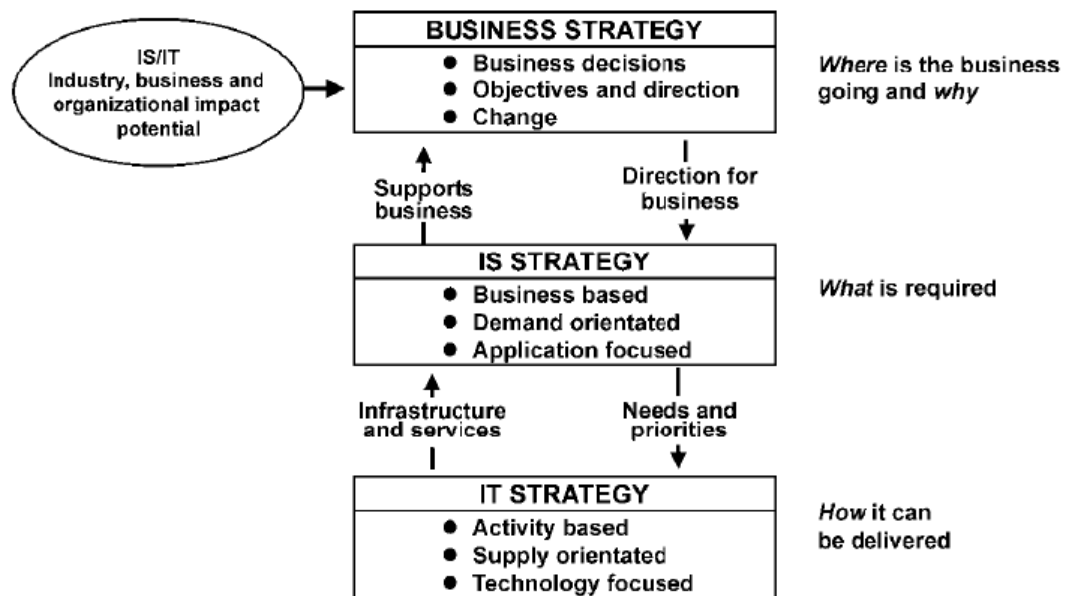 IS/IT
Industry, business and
organizational impact
potential
BUSINESS STRATEGY
● Business decisions
● Objectives and direction
● Change
Where is the business
going and why
Supports
business
Direction for
business
IS STRATEGY
● Business based
● Demand orientated
● Application focused
What is required
Infrastructure
and services
Needs and
priorities
IT STRATEGY
● Activity based
● Supply orientated
● Technology focused
How it can
be delivered